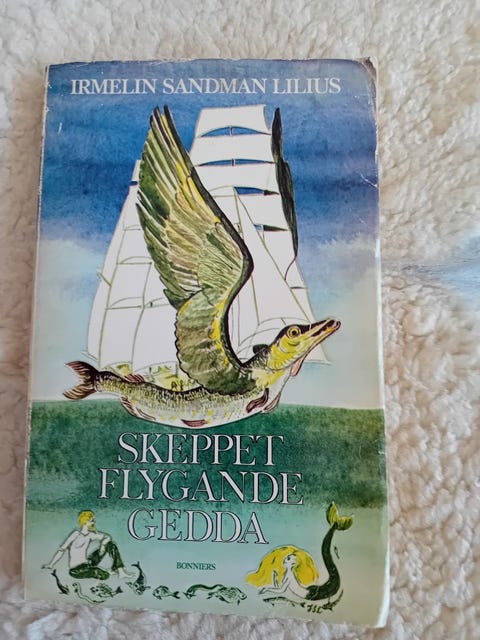 IRMELIN SANDMAN LILIUS
SKEPPET
FLYGANDE
GEDDA
BONNIERS